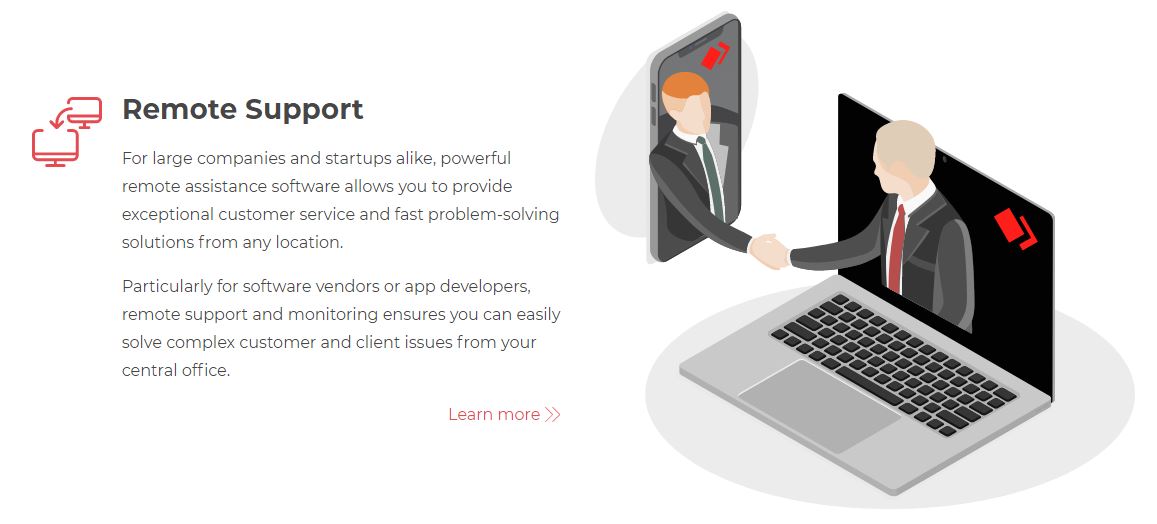 Remote Support
For large companies and startups alike, powerful
remote assistance software allows you to provide
exceptional customer service and fast problem-solving
solutions from any location.
Particularly for software vendors or app developers,
remote support and monitoring ensures you can easily
solve complex customer and client issues from your
central office.
Learn more